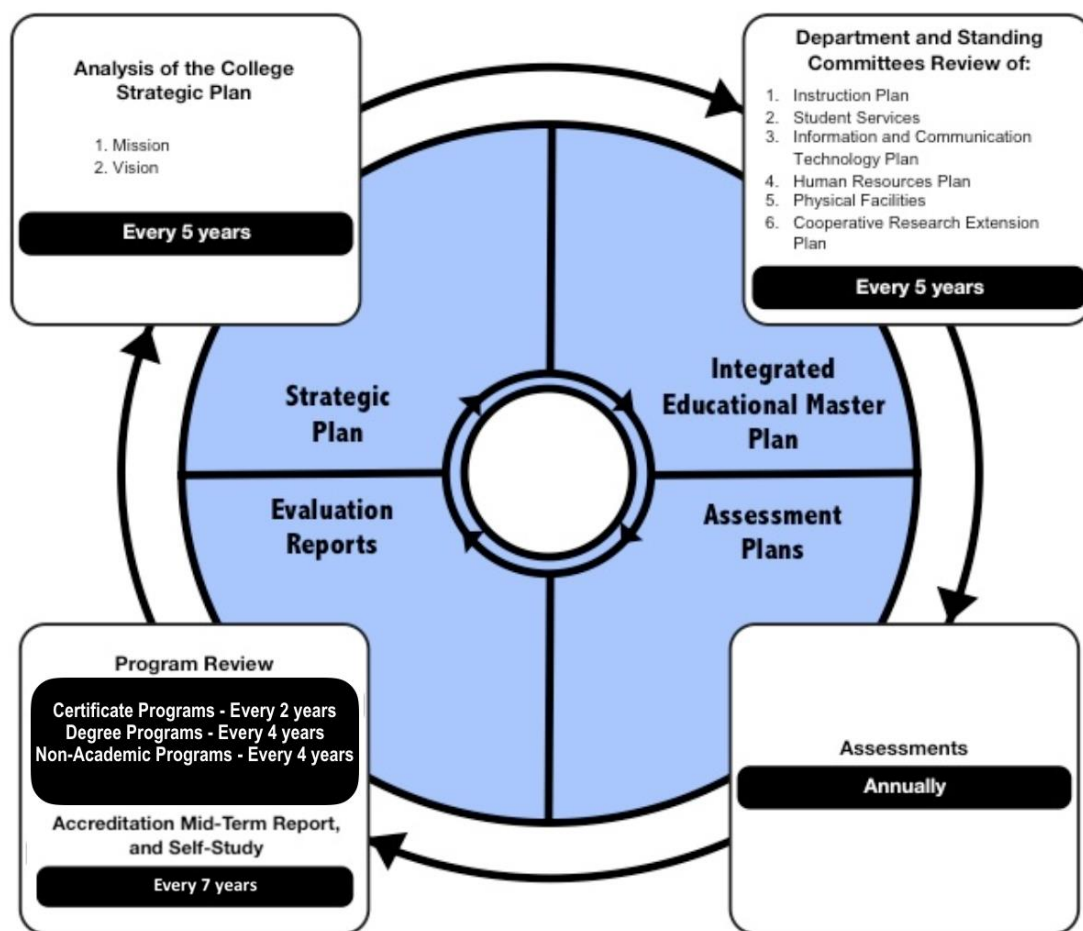 Analysis of the College
Strategic Plan
1. Mission
2. Vision
Every 5 years
Department and Standing
Committees Review of:
1. Instruction Plan
2. Student Services
3. Information and Communication
Technology Plan
4. Human Resources Plan
5. Physical Facilities
6. Cooperative Research Extension
Plan
Every 5 years
Strategic
Plan
Integrated
Educational Master
Plan
Evaluation
Reports
Assessment
Plans
Program Review
Certificate Programs - Every 2 years
Degree Programs - Every 4 years
Non-Academic Programs - Every 4 years
Accreditation Mid-Term Report,
and Self-Study
Every 7 years
Assessments
Annually